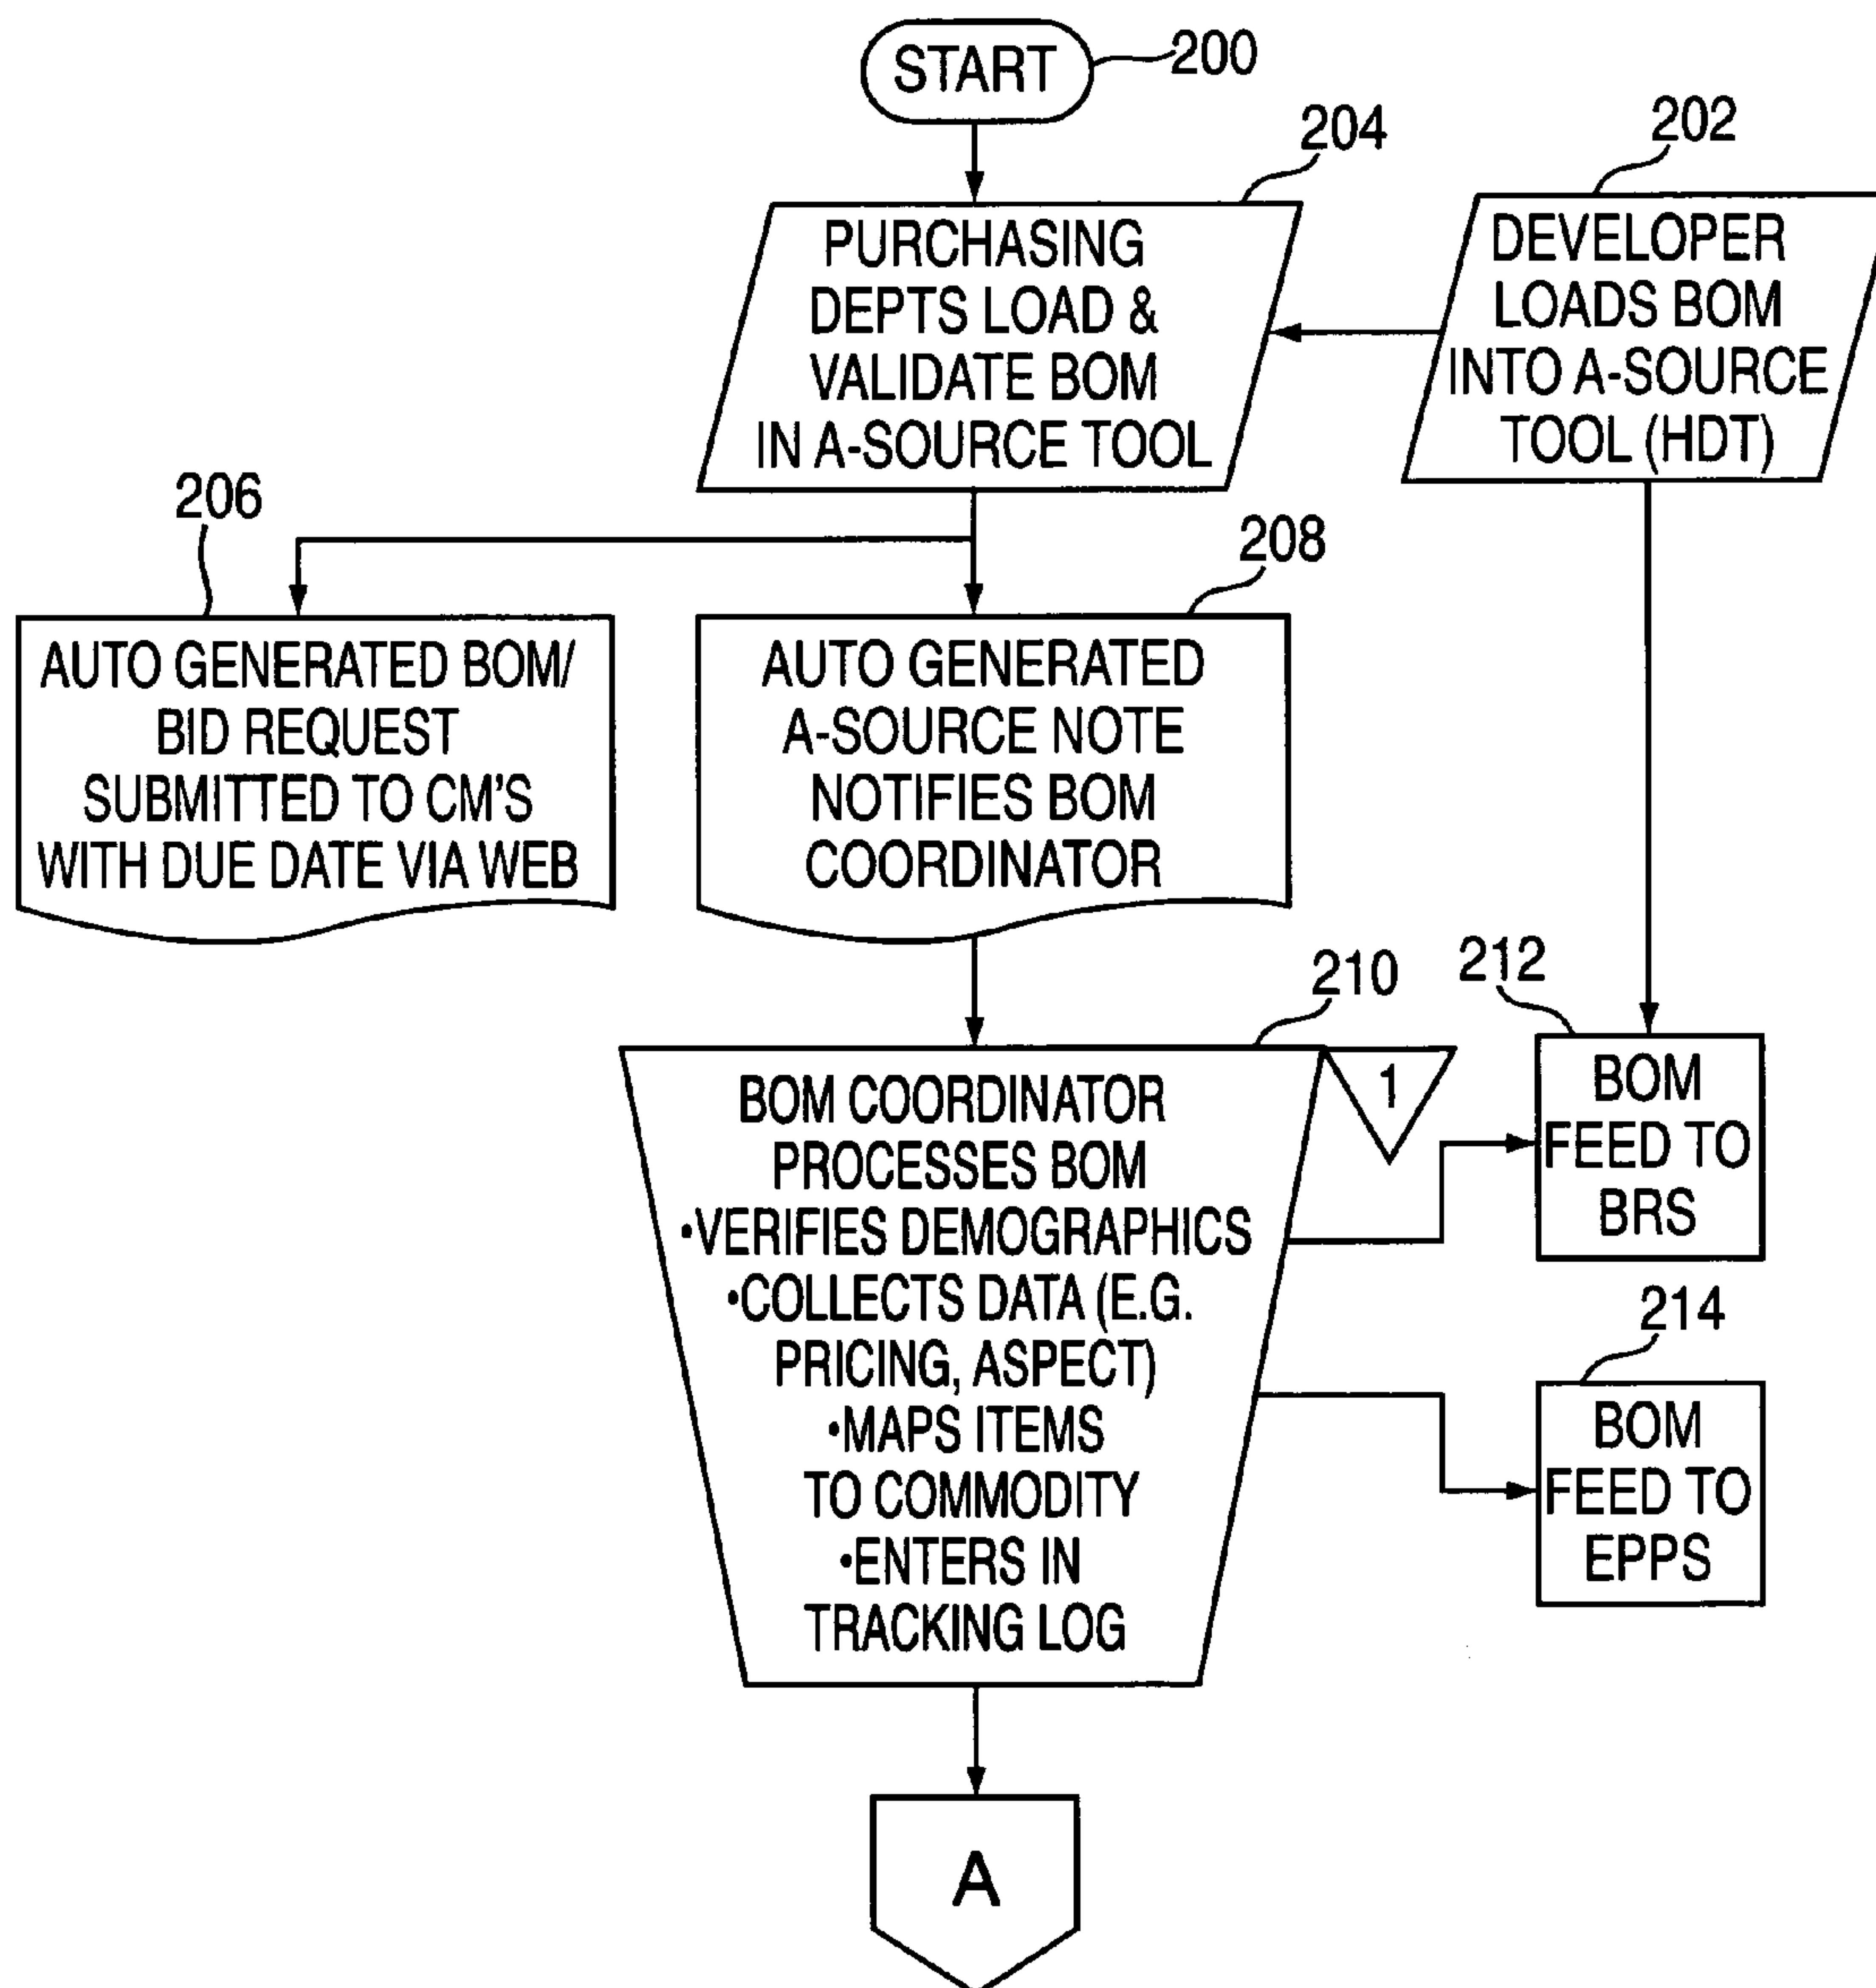 START
200
204
202
PURCHASING
DEPTS LOAD &
VALIDATE BOM
IN A-SOURCE TOOL
DEVELOPER
LOADS BOM
INTO A-SOURCE
TOOL (HDT)
206
208
AUTO GENERATED BOM/
BID REQUEST
SUBMITTED TO CM'S
WITH DUE DATE VIA WEB
AUTO GENERATED
A-SOURCE NOTE
NOTIFIES BOM
COORDINATOR
210
212
BOM COORDINATOR
PROCESSES BOM
•VERIFIES DEMOGRAPHICS
•COLLECTS DATA (E.G.
PRICING, ASPECT)
•MAPS ITEMS
TO COMMODITY
•ENTERS IN
TRACKING LOG
1
BOM
FEED TO
BRS
214
BOM
FEED TO
EPPS
A